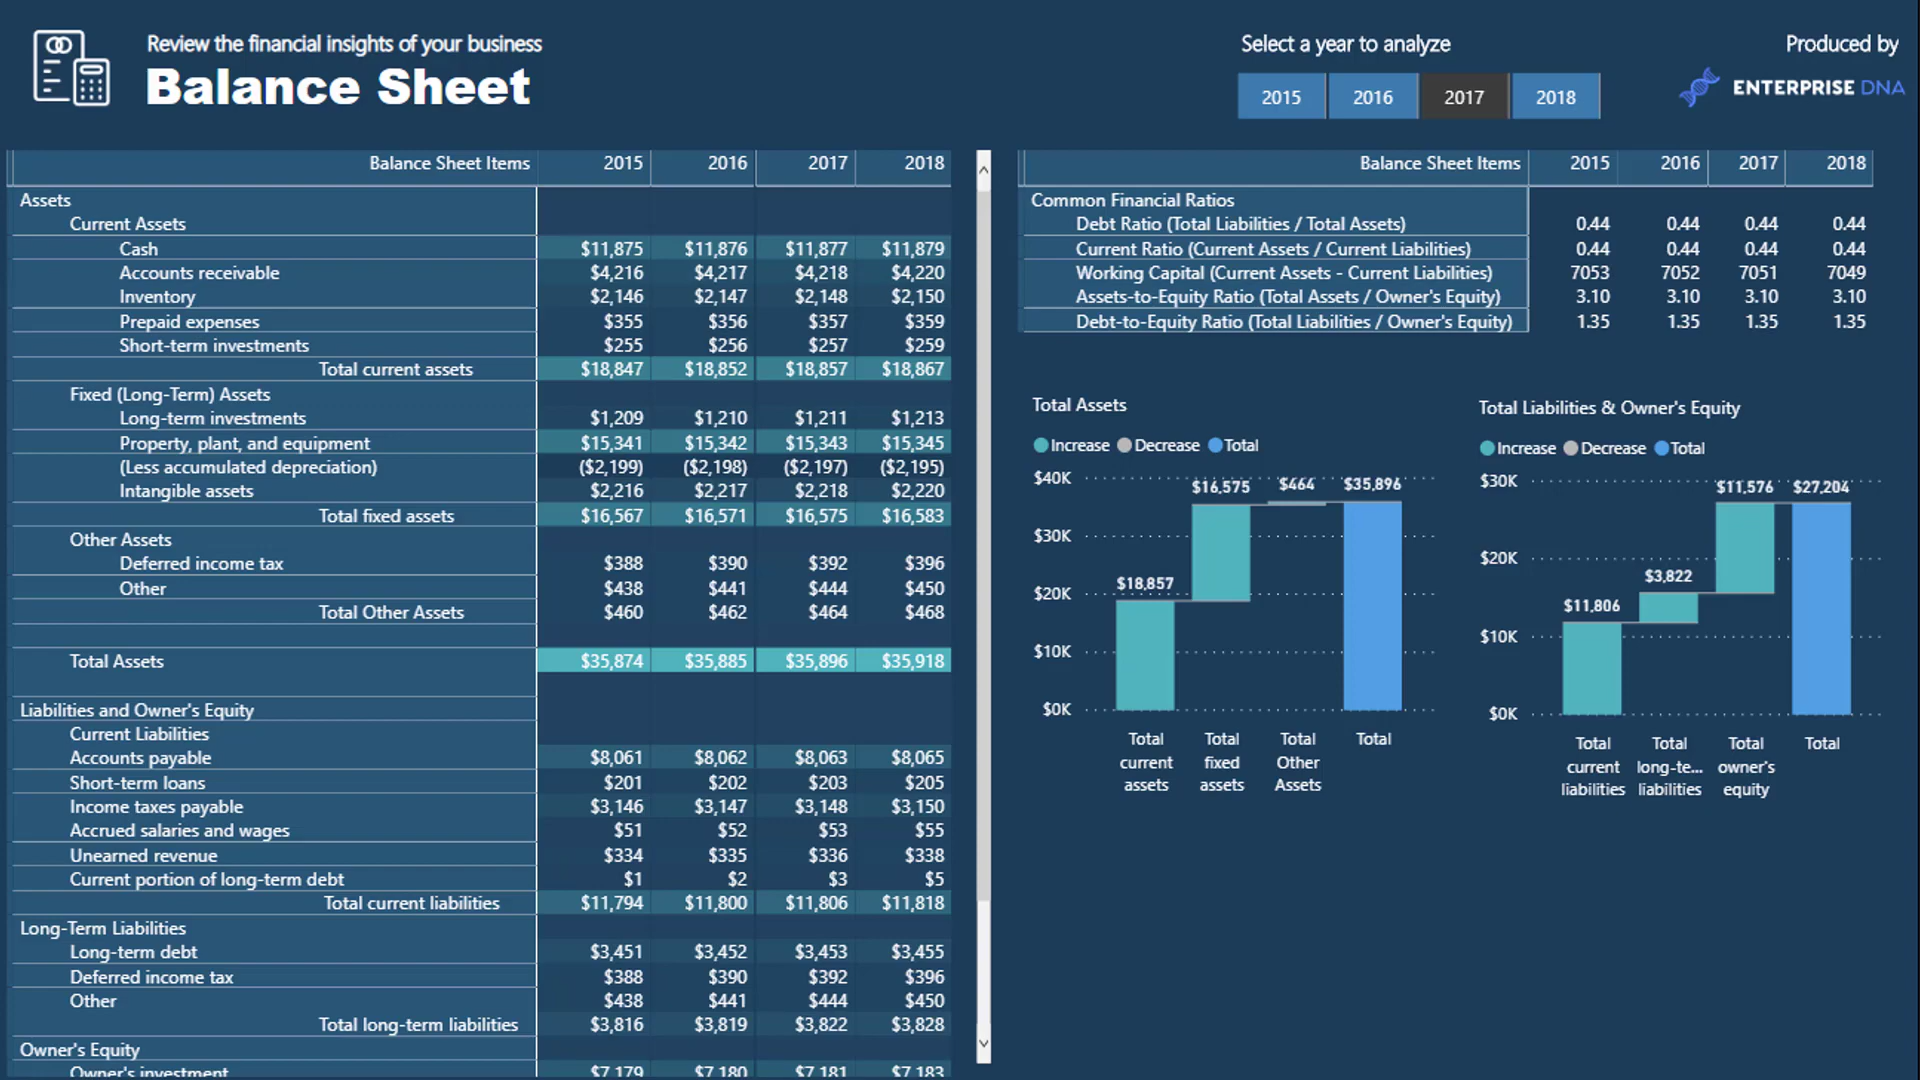 Review the financial insights of your business
Balance Sheet
Select a year to analyze
2015 2016 2017 2018
Produced by
ENTERPRISE DNA
Balance Sheet Items 2015 2016 2017 2018
Assets
Current Assets
Cash $11,875 $11,876 $11,877 $11,879
Accounts receivable $4,216 $4,217 $4,218 $4,220
Inventory $2,146 $2,147 $2,148 $2,150
Prepaid expenses $355 $356 $357 $359
Short-term investments $255 $256 $257 $259
Total current assets $18,847 $18,852 $18,857 $18,867
Fixed (Long-Term) Assets
Long-term investments $1,209 $1,210 $1,211 $1,213
Property, plant, and equipment $15,341 $15,342 $15,343 $15,345
(Less accumulated depreciation) ($2,199) ($2,198) ($2,197) ($2,195)
Intangible assets $2,216 $2,217 $2,218 $2,220
Total fixed assets $16,567 $16,571 $16,575 $16,583
Other Assets
Deferred income tax $388 $390 $392 $396
Other $438 $441 $444 $450
Total Other Assets $460 $462 $464 $468
Total Assets $35,874 $35,885 $35,896 $35,918
Liabilities and Owner's Equity
Current Liabilities
Accounts payable $8,061 $8,062 $8,063 $8,065
Short-term loans $201 $202 $203 $205
Income taxes payable $3,146 $3,147 $3,148 $3,150
Accrued salaries and wages $51 $52 $53 $55
Unearned revenue $334 $335 $336 $338
Current portion of long-term debt $1 $2 $3 $5
Total current liabilities $11,794 $11,800 $11,806 $11,818
Long-Term Liabilities
Long-term debt $3,451 $3,452 $3,453 $3,455
Deferred income tax $388 $390 $392 $396
Other $438 $441 $444 $450
Total long-term liabilities $3,816 $3,819 $3,822 $3,828
Owner's Equity
Owner's investment $7,179 $7,180 $7,181 $7,183
Balance Sheet Items 2015 2016 2017 2018
Common Financial Ratios
Debt Ratio (Total Liabilities / Total Assets) 0.44 0.44 0.44 0.44
Current Ratio (Current Assets / Current Liabilities) 0.44 0.44 0.44 0.44
Working Capital (Current Assets - Current Liabilities) 7053 7052 7051 7049
Assets-to-Equity Ratio (Total Assets / Owner's Equity) 3.10 3.10 3.10 3.10
Debt-to-Equity Ratio (Total Liabilities / Owner's Equity) 1.35 1.35 1.35 1.35
Total Assets
Increase Decrease Total
$40K
$30K
$20K
$10K
$0K
$18,857
$16,575
$464
$35,896
Total current assets
Total fixed assets
Total Other Assets
Total
Total Liabilities & Owner's Equity
Increase Decrease Total
$30K
$20K
$10K
$0K
$11,806
$3,822
$11,576
$27,204
Total current liabilities
Total long-te... liabilities
Total owner's equity
Total